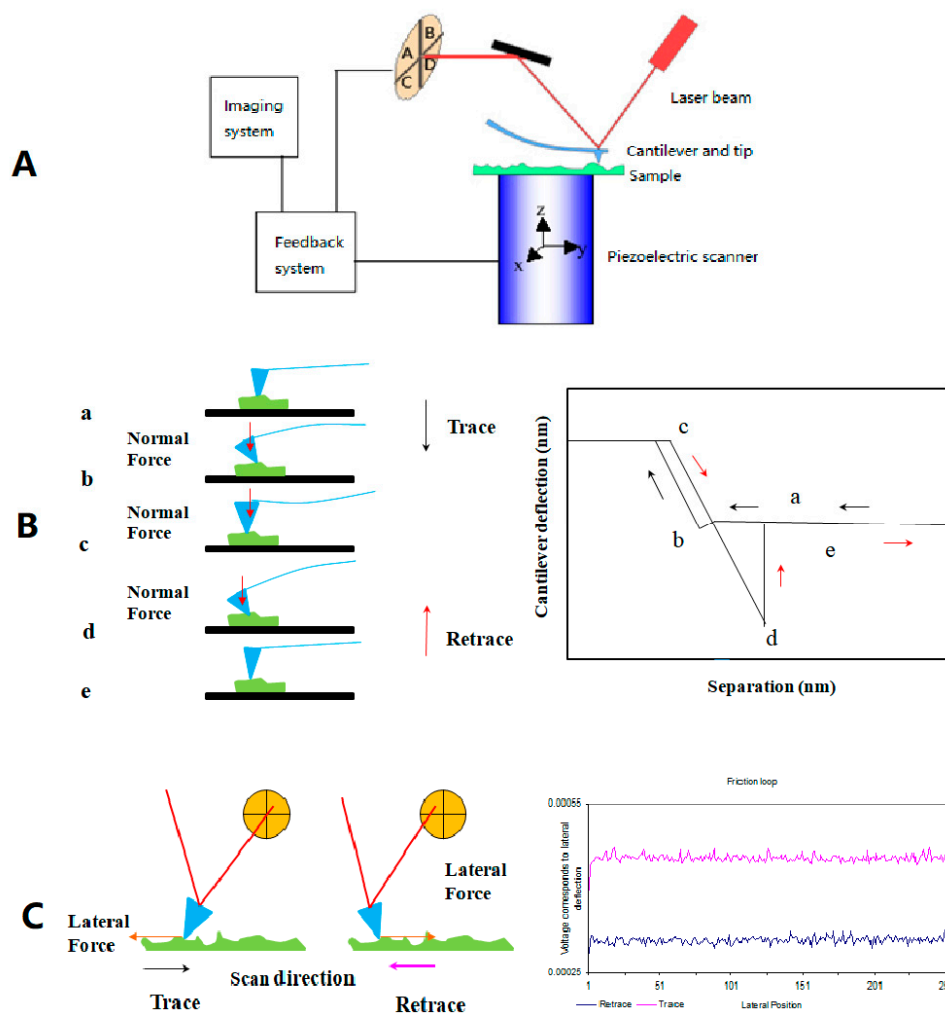 A
B
A
D
C
Imaging
system
Laser beam
Cantilever and tip
Sample
Feedback
system
z
y
x
Piezoelectric scanner
B
a
Trace
Normal
Force
b
Normal
Force
c
Normal
Force
d
Retrace
e
Cantilever deflection (nm)
c
a
b
e
d
Separation (nm)
C
Lateral
Force
Lateral
Force
Scan direction
Trace
Retrace
Friction loop
Voltage corresponds to lateral
deflection
0.00055
0.00025
1
51
101
151
201
25
Retrace
Trace
Lateral Position